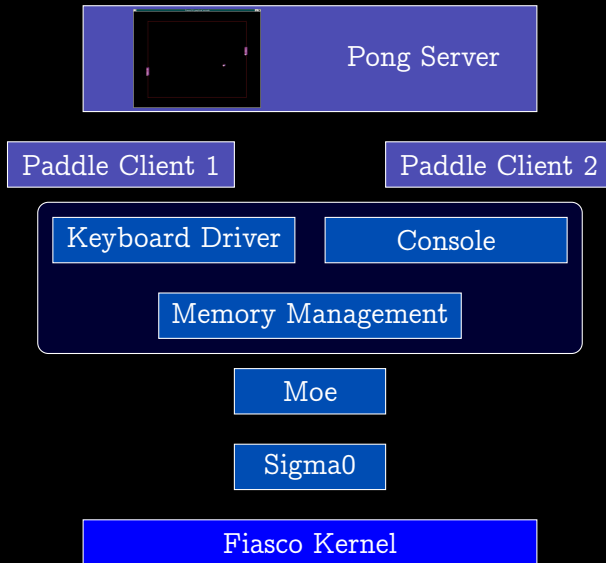 Pong Server
Paddle Client 1
Paddle Client 2
Keyboard Driver
Console
Memory Management
Moe
Sigma0
Fiasco Kernel